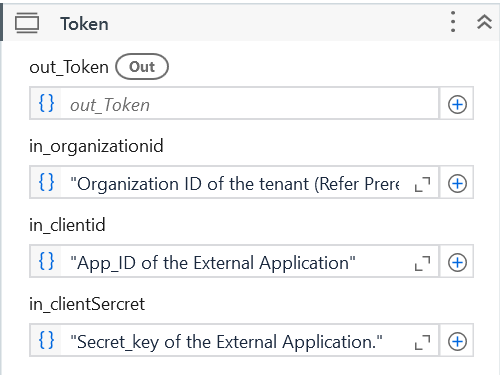 Token
out_Token Out
out_Token
in_organizationid
"Organization ID of the tenant (Refer Prere
in_clientid
"App_ID of the External Application"
in_clientSercret
"Secret_key of the External Application."